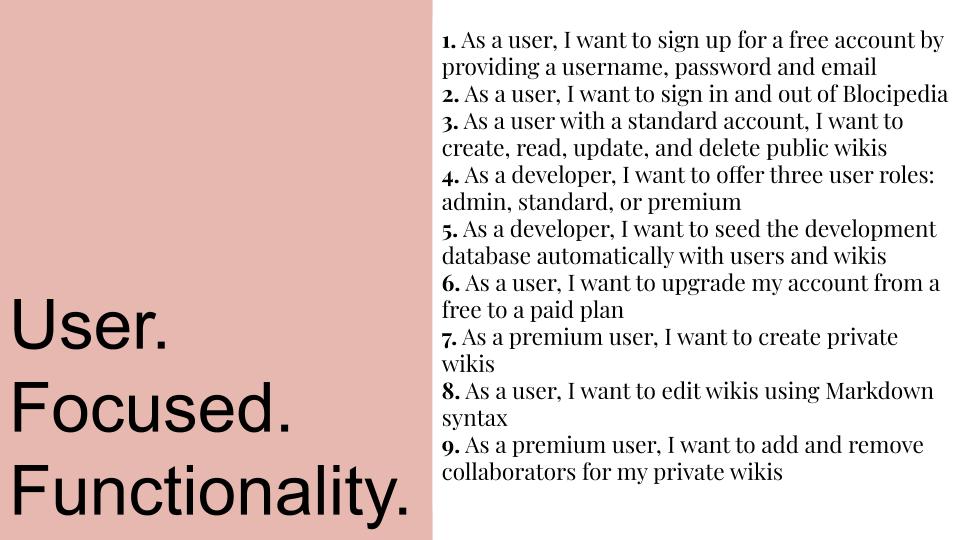 User.
Focused.
Functionality.
1. As a user, I want to sign up for a free account by
providing a username, password and email
2. As a user, I want to sign in and out of Blocipedia
3. As a user with a standard account, I want to
create, read, update, and delete public wikis
4. As a developer, I want to offer three user roles:
admin, standard, or premium
5. As a developer, I want to seed the development
database automatically with users and wikis
6. As a user, I want to upgrade my account from a
free to a paid plan
7. As a premium user, I want to create private
wikis
8. As a user, I want to edit wikis using Markdown
syntax
9. As a premium user, I want to add and remove
collaborators for my private wikis